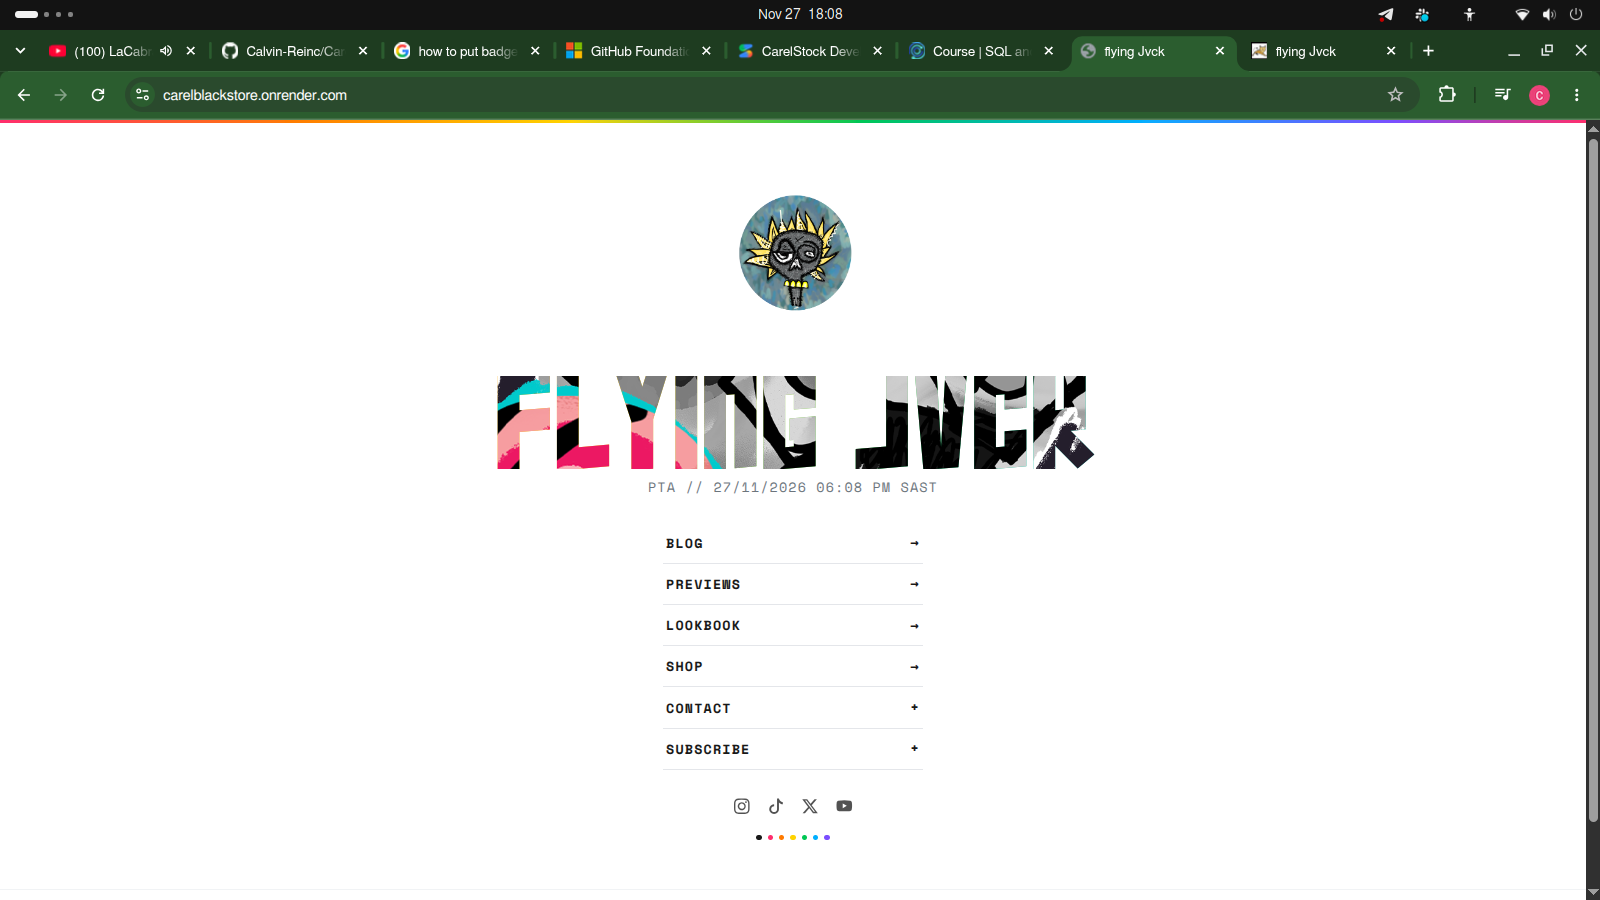 Nov 27 18:08
(100) LaCabr
Calvin-Reinc/Car
how to put badge
GitHub Foundati
CarelStock Deve
Course | SQL an
flying Jvck
flying Jvck
carelblackstore.onrender.com
C
FLYING JVCK
PTA // 27/11/2026 06:08 PM SAST
BLOG →
PREVIEWS →
LOOKBOOK →
SHOP →
CONTACT +
SUBSCRIBE +